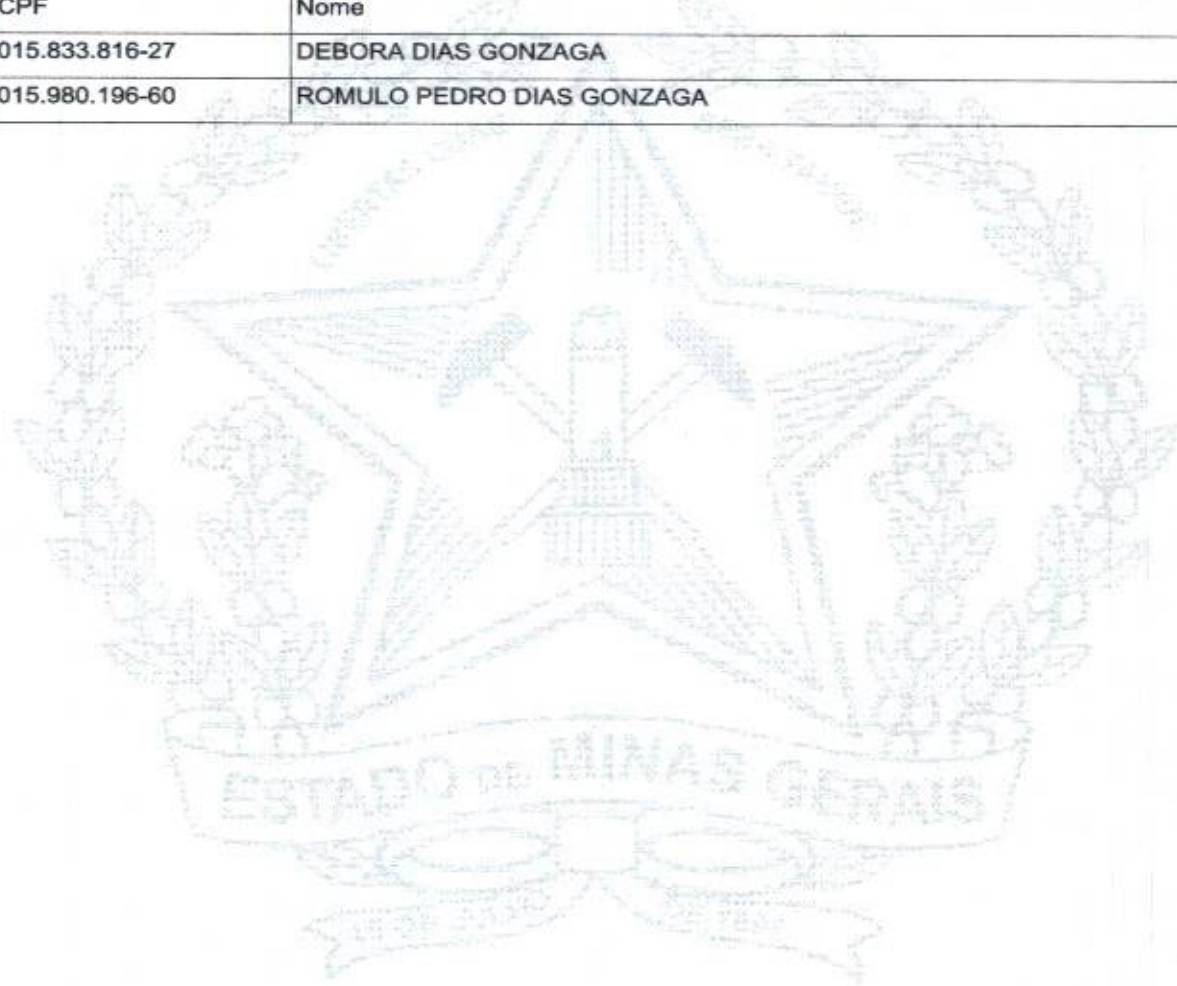 CPF Nome
015.833.816-27 DEBORA DIAS GONZAGA
015.980.196-60 ROMULO PEDRO DIAS GONZAGA
ESTADO DE MINAS GERAIS